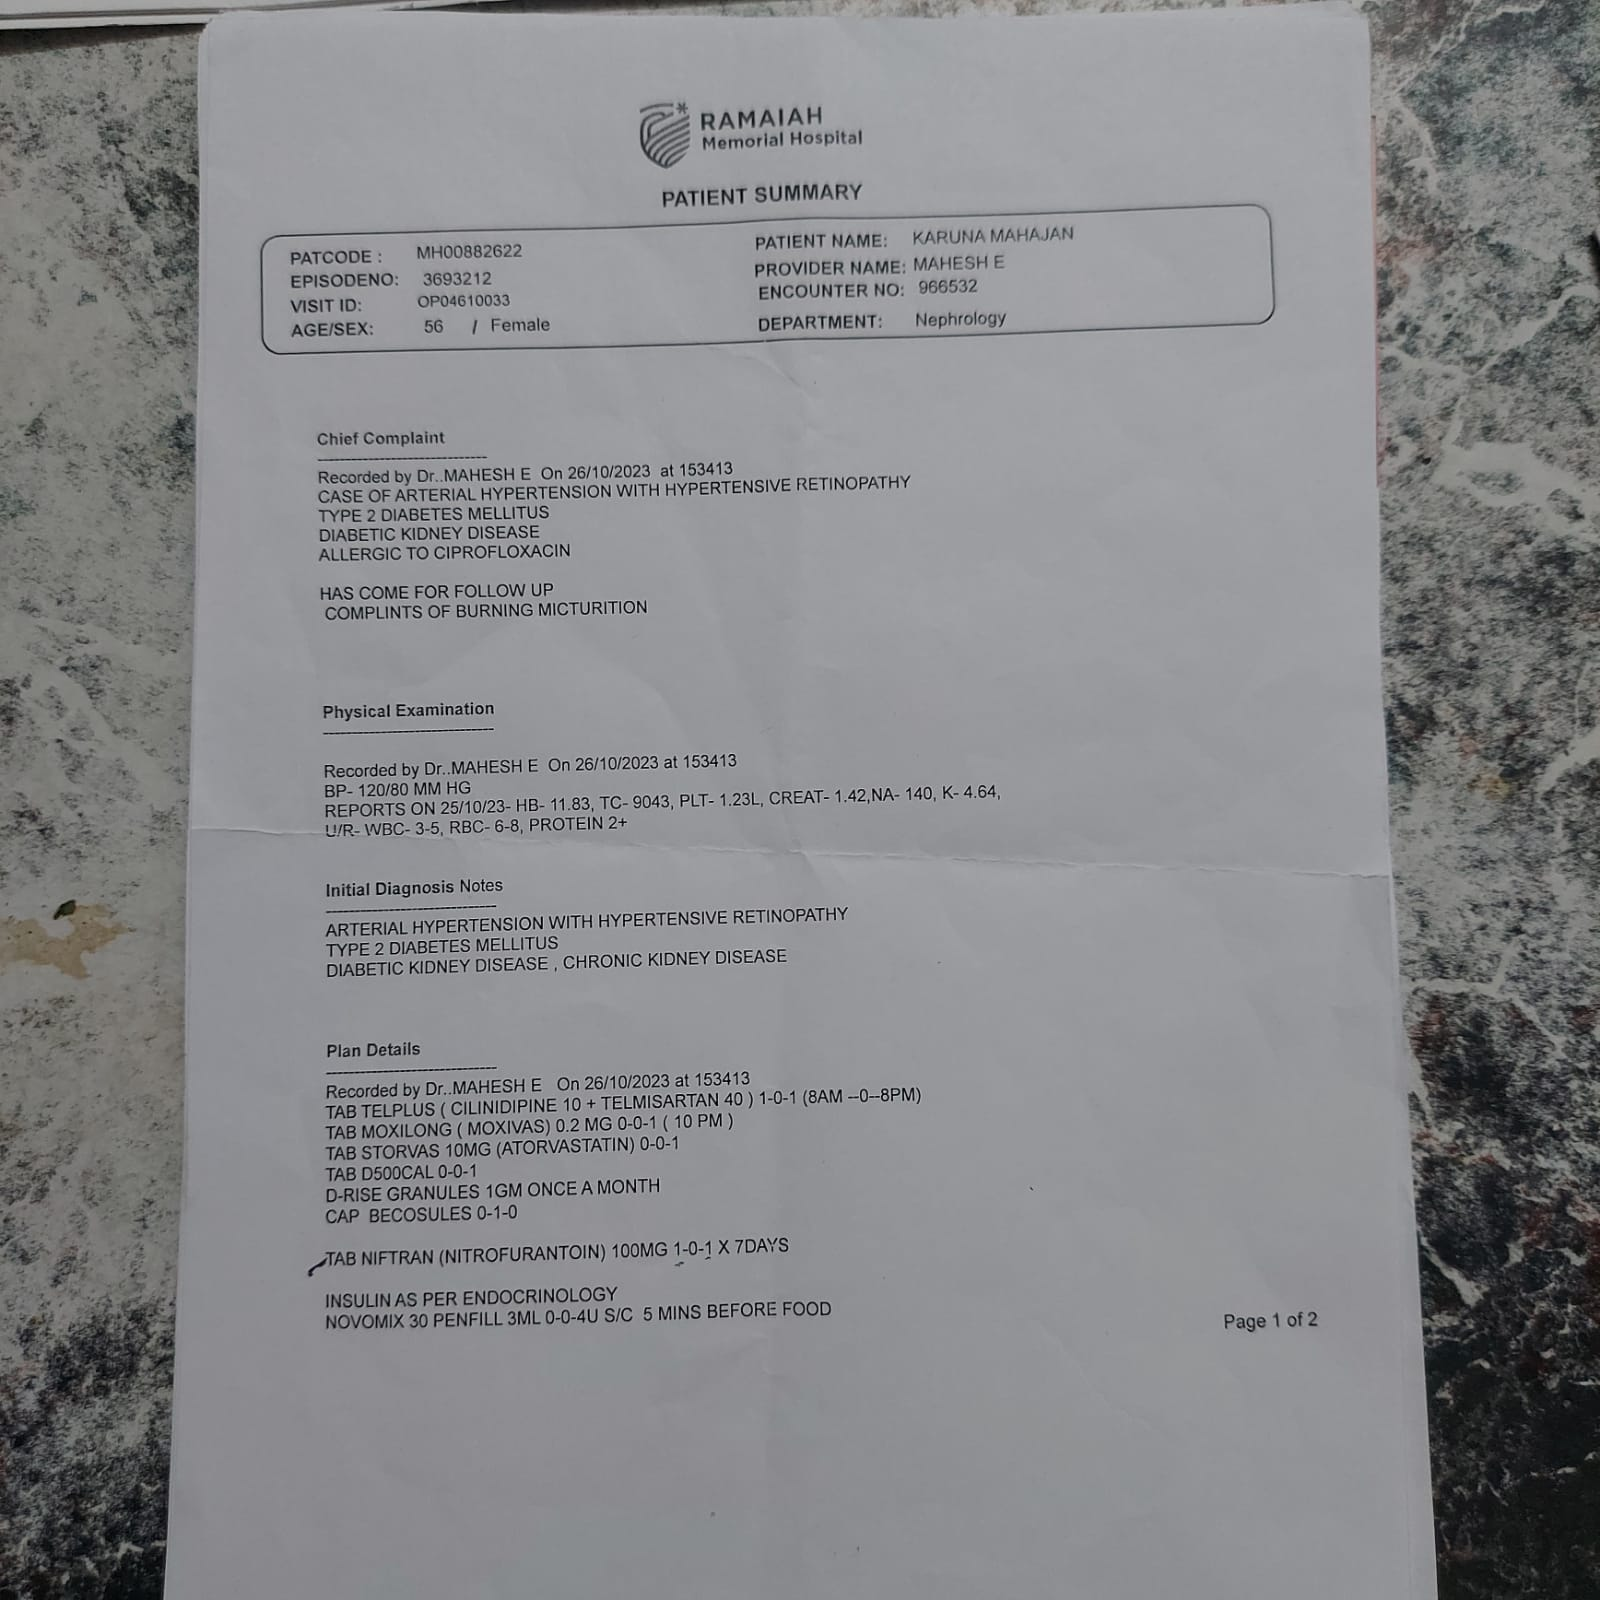 RAMAIAH
Memorial Hospital
PATIENT SUMMARY
PATCODE : MH00882622
PATIENT NAME: KARUNA MAHAJAN
EPISODENO: 3693212
PROVIDER NAME: MAHESH E
VISIT ID: OP04610033
ENCOUNTER NO: 966532
AGE/SEX: 56 / Female
DEPARTMENT: Nephrology
Chief Complaint
Recorded by Dr..MAHESH E On 26/10/2023 at 153413
CASE OF ARTERIAL HYPERTENSION WITH HYPERTENSIVE RETINOPATHY
TYPE 2 DIABETES MELLITUS
DIABETIC KIDNEY DISEASE
ALLERGIC TO CIPROFLOXACIN
HAS COME FOR FOLLOW UP
COMPLINTS OF BURNING MICTURITION
Physical Examination
Recorded by Dr..MAHESH E On 26/10/2023 at 153413
BP- 120/80 MM HG
REPORTS ON 25/10/23- HB- 11.83, TC- 9043, PLT- 1.23L, CREAT- 1.42,NA- 140, K- 4.64,
U/R- WBC- 3-5, RBC- 6-8, PROTEIN 2+
Initial Diagnosis Notes
ARTERIAL HYPERTENSION WITH HYPERTENSIVE RETINOPATHY
TYPE 2 DIABETES MELLITUS
DIABETIC KIDNEY DISEASE , CHRONIC KIDNEY DISEASE
Plan Details
Recorded by Dr..MAHESH E On 26/10/2023 at 153413
TAB TELPLUS ( CILINIDIPINE 10 + TELMISARTAN 40 ) 1-0-1 (8AM --0--8PM)
TAB MOXILONG ( MOXIVAS) 0.2 MG 0-0-1 ( 10 PM )
TAB STORVAS 10MG (ATORVASTATIN) 0-0-1
TAB D500CAL 0-0-1
D-RISE GRANULES 1GM ONCE A MONTH
CAP BECOSULES 0-1-0
TAB NIFTRAN (NITROFURANTOIN) 100MG 1-0-1 X 7DAYS
INSULIN AS PER ENDOCRINOLOGY
NOVOMIX 30 PENFILL 3ML 0-0-4U S/C 5 MINS BEFORE FOOD
Page 1 of 2